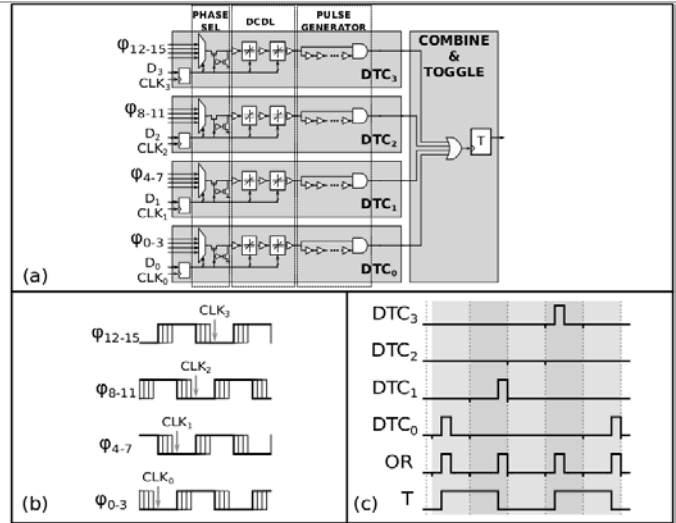 PHASE SEL
DCDL
PULSE GENERATOR
COMBINE & TOGGLE
φ12-15
D3
CLK3
DTC3
φ8-11
D2
CLK2
DTC2
φ4-7
D1
CLK1
DTC1
φ0-3
D0
CLK0
DTC0
T
(a)
CLK3
φ12-15
CLK2
φ8-11
CLK1
φ4-7
CLK0
φ0-3
(b)
DTC3
DTC2
DTC1
DTC0
OR
T
(c)